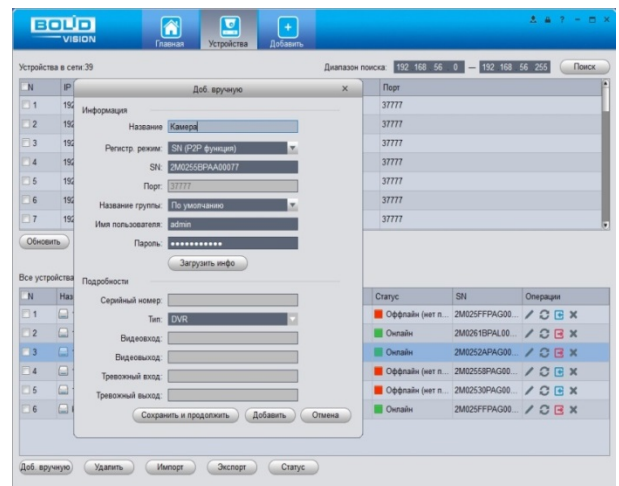 BOLID
VISION
Главная
Устройства
Добавить
Устройств в сети:39
Диапазон поиска: 192 168 56 0 — 192 168 56 255 Поиск
N IP Порт
1 192 37777
2 192 37777
3 192 37777
4 192 37777
5 192 37777
6 192 37777
7 192 37777
Обновить
Доб. вручную
Информация
Название Камера
Регистр. режим: SN (P2P функция)
SN: 2M0255BPAA00077
Порт: 37777
Название группы: По умолчанию
Имя пользователя: admin
Пароль: •••••••••••
Загрузить инфо
Подробности
Серийный номер:
Тип: DVR
Видеовход:
Видеовыход:
Тревожный вход:
Тревожный выход:
Сохранить и продолжить Добавить Отмена
Все устройства
N Наз Статус SN Операции
1 Оффлайн (нет п... 2M025FFPAG00...
2 Онлайн 2M0261BPAL00...
3 Онлайн 2M0252APAG00...
4 Оффлайн (нет п... 2M0255BPAG00...
5 Оффлайн (нет п... 2M02530PAG00...
6 Онлайн 2M025FFPAG00...
Доб. вручную Удалить Импорт Экспорт Статус